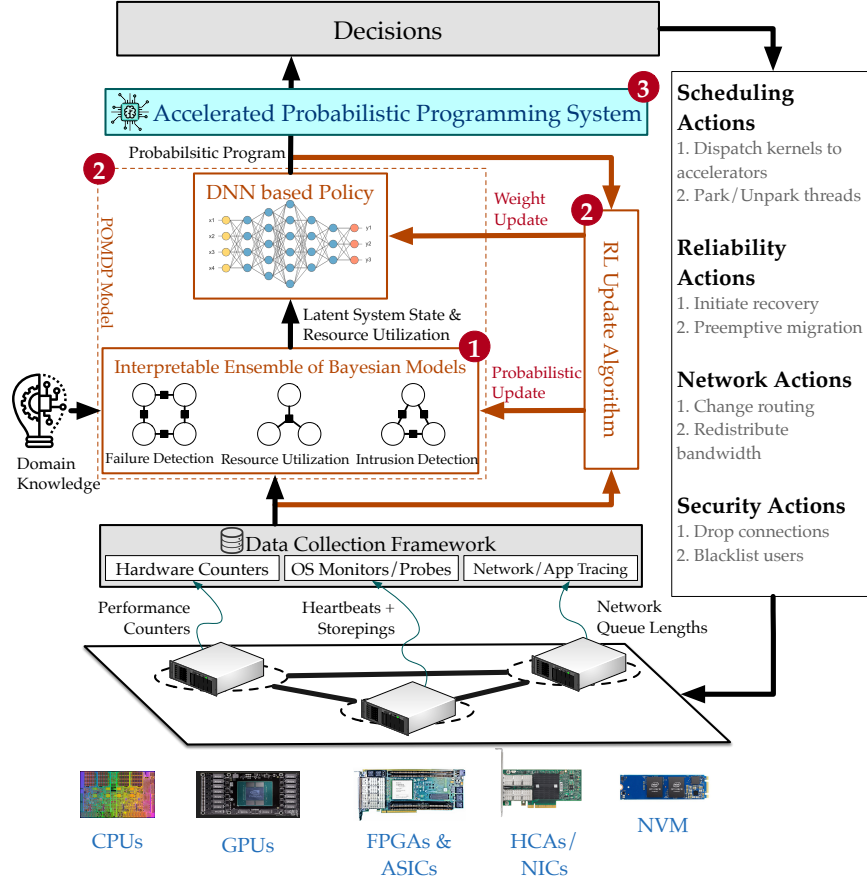 Decisions
3
Accelerated Probabilistic Programming System
Probabilsitic Program
2
DNN based Policy
x1
x2
x3
x4
y1
y2
y3
POMDP Model
Weight
Update
2
RL Update Algorithm
Latent System State &
Resource Utilization
1
Interpretable Ensemble of Bayesian Models
Failure Detection
Resource Utilization
Intrusion Detection
Probabilistic
Update
Domain
Knowledge
Data Collection Framework
Hardware Counters
OS Monitors/Probes
Network/App Tracing
Performance
Counters
Heartbeats +
Storepings
Network
Queue Lengths
Scheduling
Actions
1. Dispatch kernels to
accelerators
2. Park/Unpark threads
Reliability
Actions
1. Initiate recovery
2. Preemptive migration
Network Actions
1. Change routing
2. Redistribute
bandwidth
Security Actions
1. Drop connections
2. Blacklist users
CPUs
GPUs
FPGAs &
ASICs
HCAs/
NICs
NVM